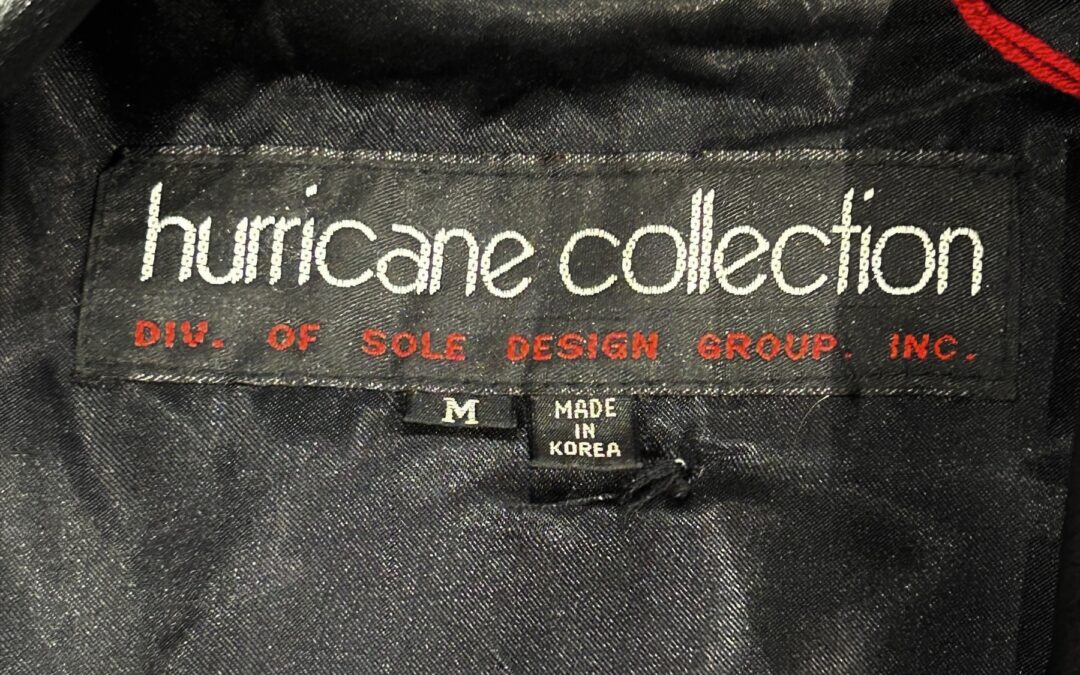 hurricane collection
DIV. OF SOLE DESIGN GROUP. INC.
M
MADE
IN
KOREA